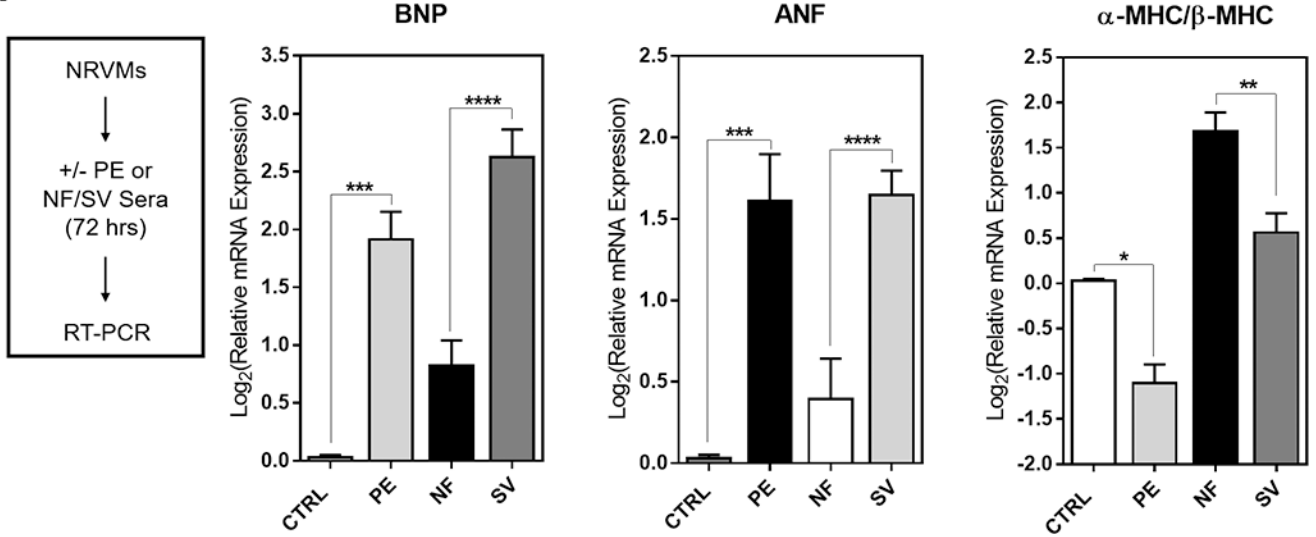 NRVMs
+/- PE or
NF/SV Sera
(72 hrs)
RT-PCR
BNP
Log2(Relative mRNA Expression)
3.5
3.0
2.5
2.0
1.5
1.0
0.5
0.0
***
****
CTRL
PE
NF
SV
ANF
Log2(Relative mRNA Expression)
2.5
2.0
1.5
1.0
0.5
0.0
***
****
CTRL
PE
NF
SV
α-MHC/β-MHC
Log2(Relative mRNA Expression)
2.5
2.0
1.5
1.0
0.5
0.0
-0.5
-1.0
-1.5
-2.0
*
**
CTRL
PE
NF
SV